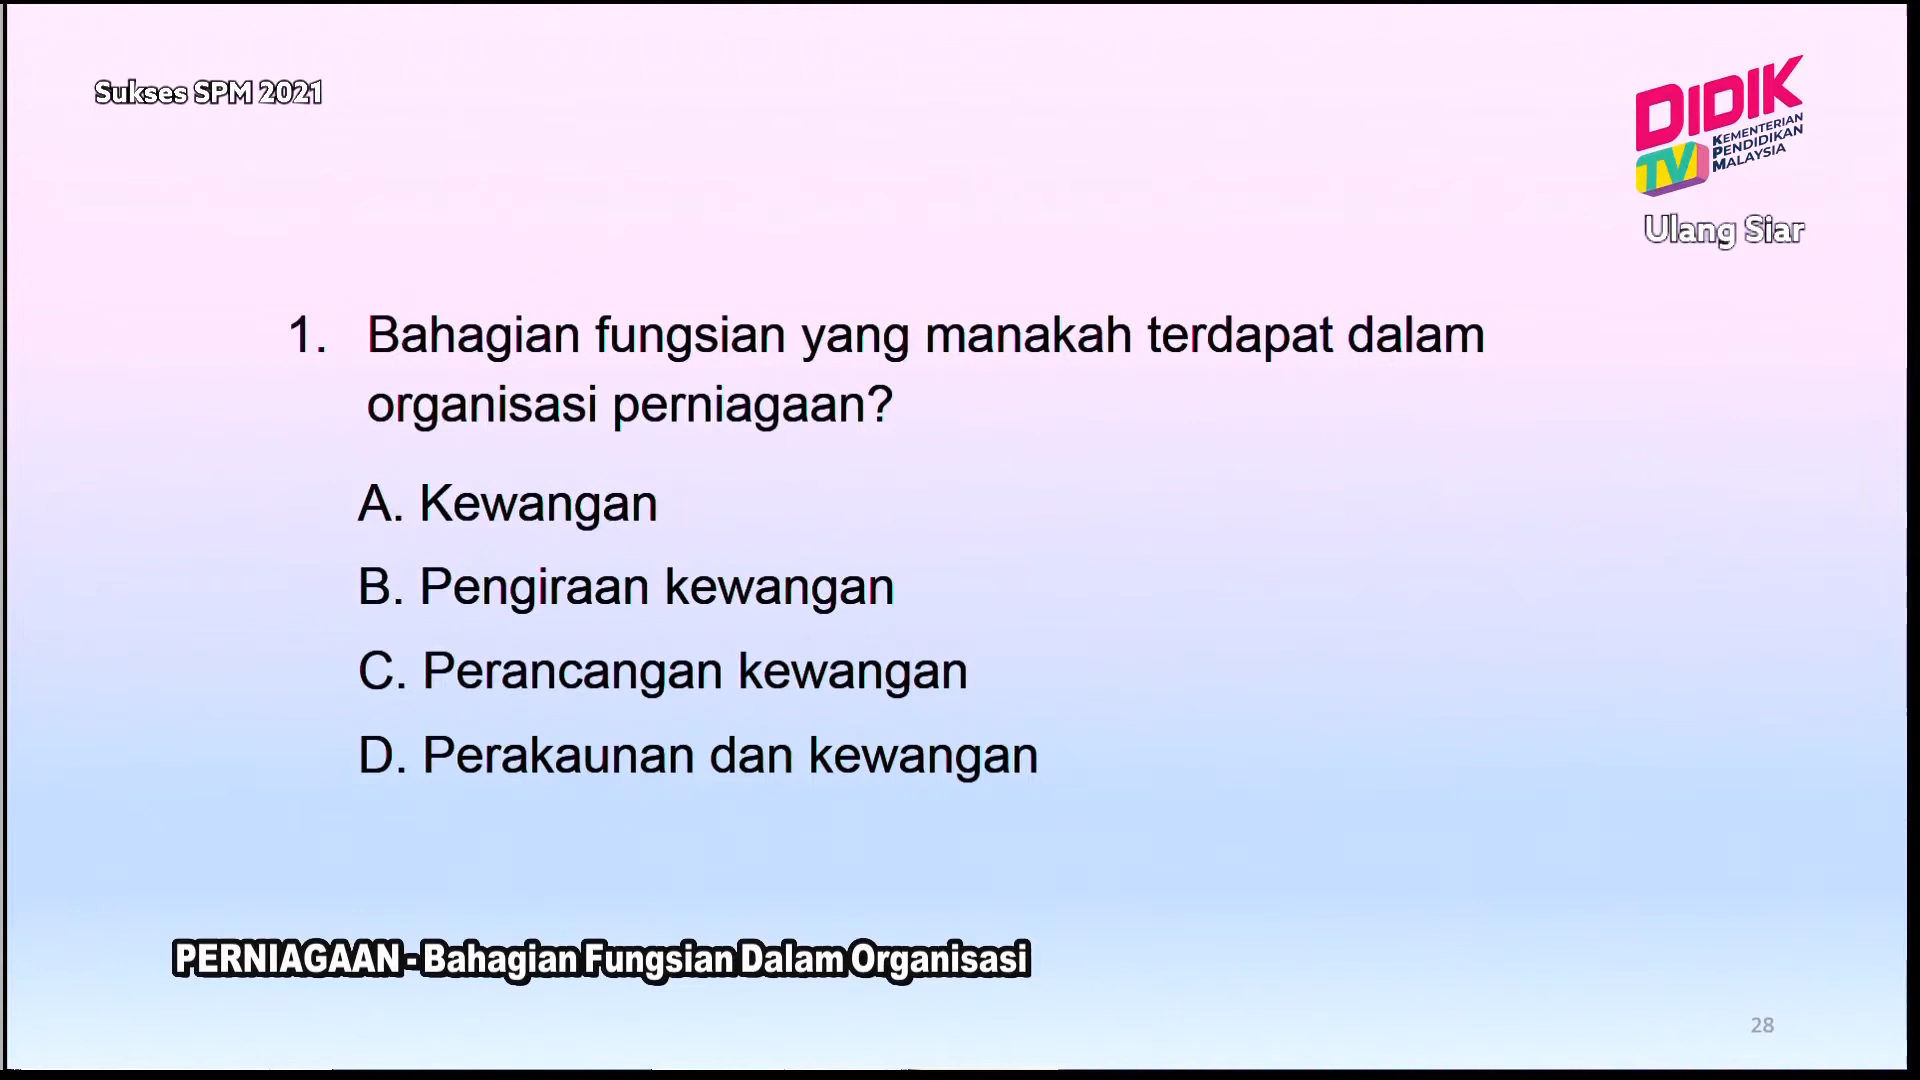 Sukses SPM 2021
DIDIK
TV
KEMENTERIAN
PENDIDIKAN
MALAYSIA
Ulang Siar
1. Bahagian fungsian yang manakah terdapat dalam
organisasi perniagaan?
A. Kewangan
B. Pengiraan kewangan
C. Perancangan kewangan
D. Perakaunan dan kewangan
PERNIAGAAN - Bahagian Fungsian Dalam Organisasi
28